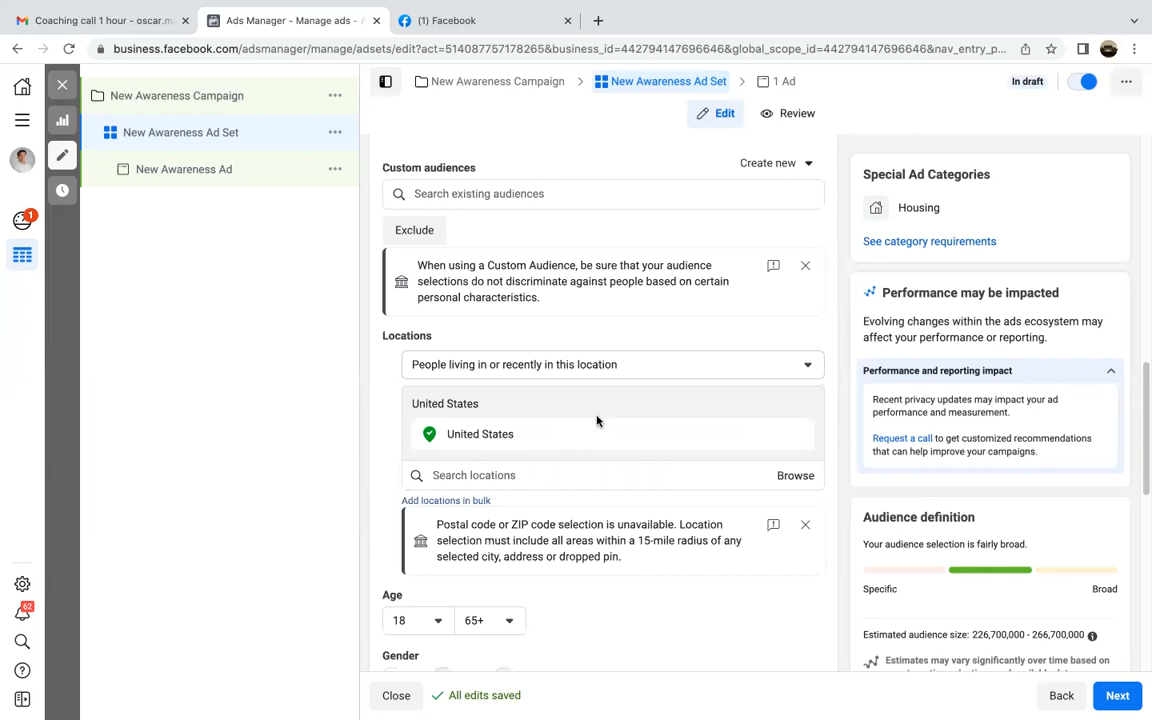 Coaching call 1 hour - oscar.m
Ads Manager - Manage ads - A
(1) Facebook
business.facebook.com/adsmanager/manage/adsets/edit?act=514087757178265&business_id=442794147696646&global_scope_id=442794147696646&nav_entry_p...
New Awareness Campaign
New Awareness Ad Set
New Awareness Ad
1
62
New Awareness Campaign
New Awareness Ad Set
1 Ad
In draft
Edit
Review
Custom audiences
Create new
Search existing audiences
Exclude
When using a Custom Audience, be sure that your audience
selections do not discriminate against people based on certain
personal characteristics.
Locations
People living in or recently in this location
United States
United States
Search locations
Browse
Add locations in bulk
Postal code or ZIP code selection is unavailable. Location
selection must include all areas within a 15-mile radius of any
selected city, address or dropped pin.
Age
18
65+
Gender
Special Ad Categories
Housing
See category requirements
Performance may be impacted
Evolving changes within the ads ecosystem may
affect your performance or reporting.
Performance and reporting impact
Recent privacy updates may impact your ad
performance and measurement.
Request a call to get customized recommendations
that can help improve your campaigns.
Audience definition
Your audience selection is fairly broad.
Specific
Broad
Estimated audience size: 226,700,000 - 266,700,000
Estimates may vary significantly over time based on
Close
All edits saved
Back
Next